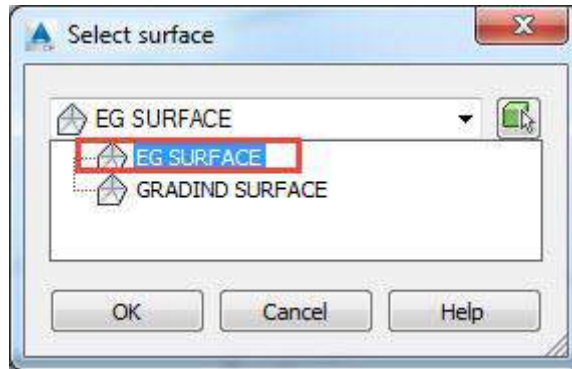 Select surface
EG SURFACE
EG SURFACE
GRADIND SURFACE
OK Cancel Help